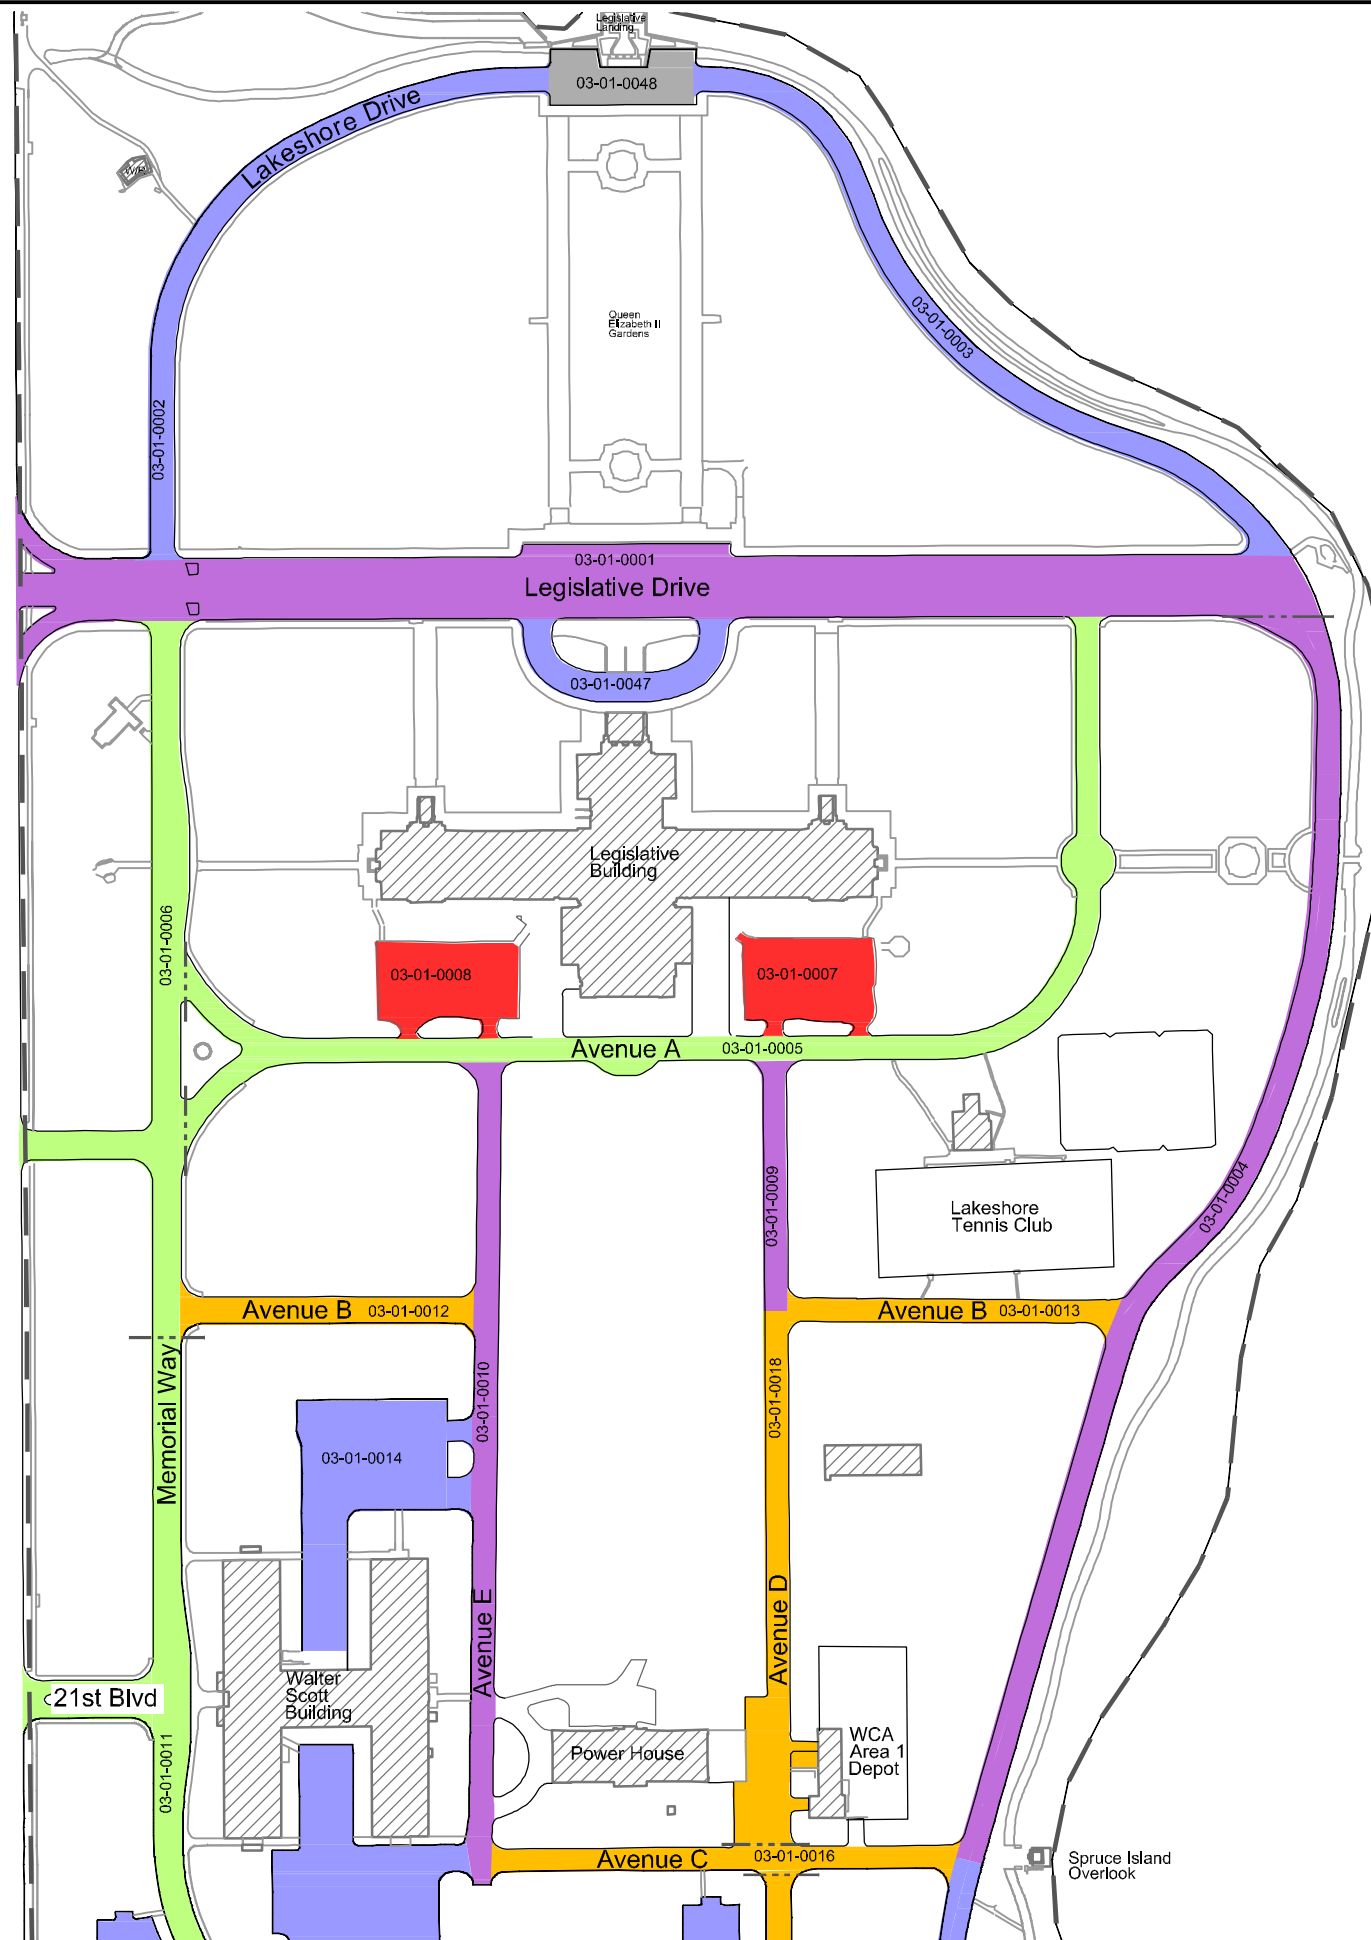 Legislative
Landing
03-01-0048
Lakeshore Drive
Queen
Elizabeth II
Gardens
03-01-0003
03-01-0002
03-01-0001
Legislative Drive
03-01-0047
Legislative
Building
03-01-0006
03-01-0008
03-01-0007
Avenue A
03-01-0005
03-01-0009
03-01-0004
Lakeshore
Tennis Club
Avenue B
03-01-0012
Avenue B
03-01-0013
Memorial Way
03-01-0010
03-01-0018
03-01-0014
Avenue E
Avenue D
21st Blvd
Walter
Scott
Building
03-01-0011
Power House
WCA
Area 1
Depot
Avenue C
03-01-0016
Spruce Island
Overlook